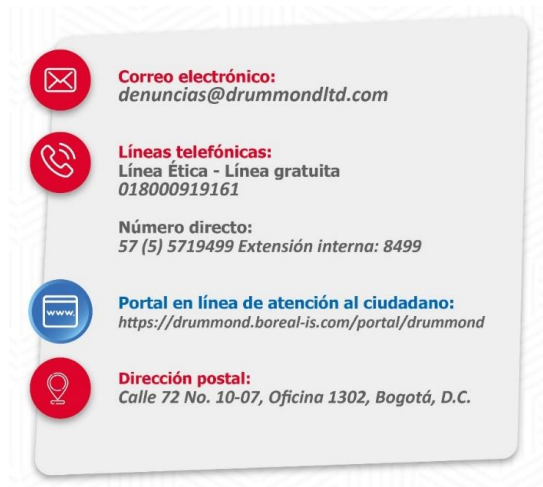 Correo electrónico:
denuncias@drummondltd.com
Líneas telefónicas:
Línea Ética - Línea gratuita
018000919161
Número directo:
57 (5) 5719499 Extensión interna: 8499
www.
Portal en línea de atención al ciudadano:
https://drummond.boreal-is.com/portal/drummond
Dirección postal:
Calle 72 No. 10-07, Oficina 1302, Bogotá, D.C.